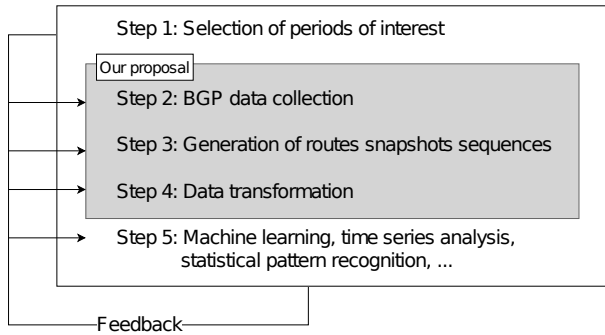 Step 1: Selection of periods of interest
Our proposal
Step 2: BGP data collection
Step 3: Generation of routes snapshots sequences
Step 4: Data transformation
Step 5: Machine learning, time series analysis,
statistical pattern recognition, ...
Feedback